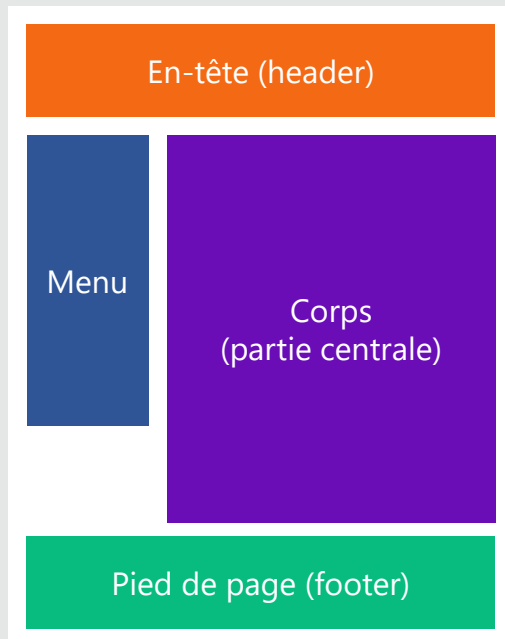 En-tête (header)
Menu
Corps
(partie centrale)
Pied de page (footer)